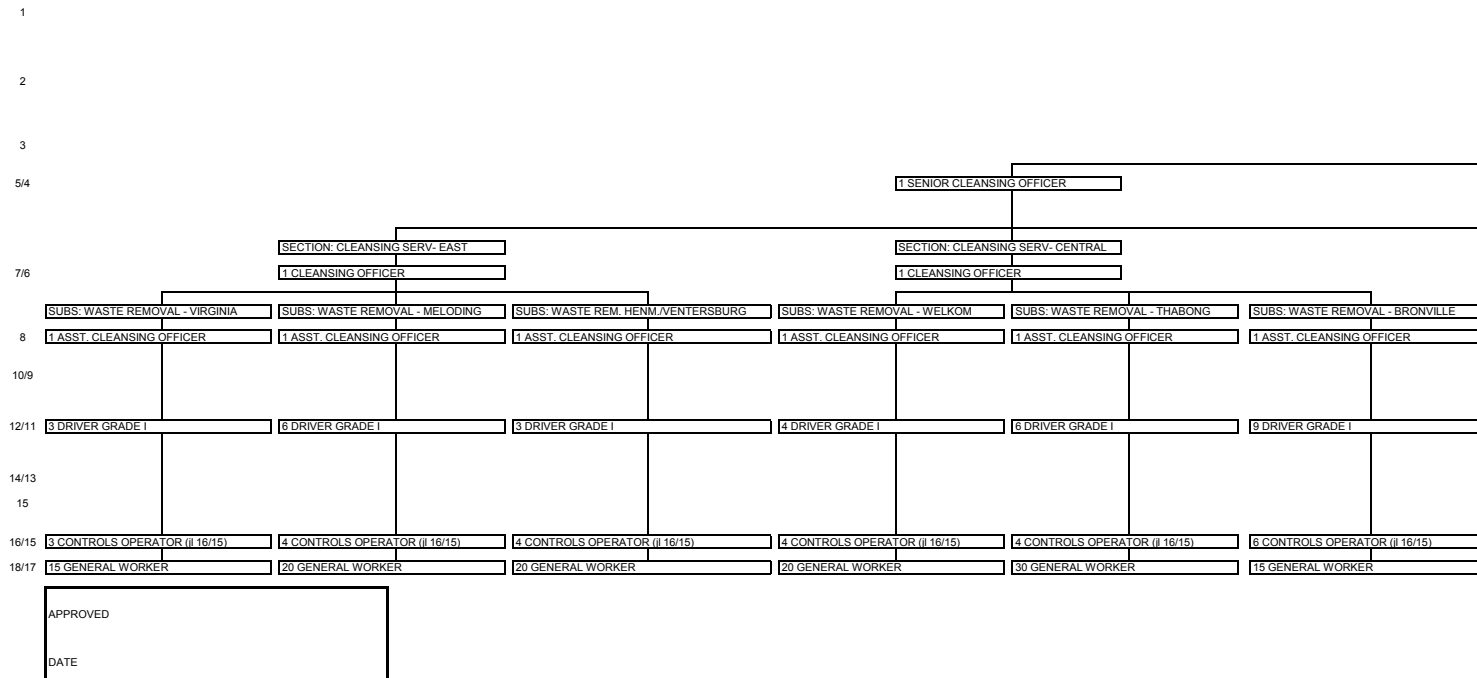 1
2
3
5/4 1 SENIOR CLEANSING OFFICER
SECTION: CLEANSING SERV- EAST SECTION: CLEANSING SERV- CENTRAL
7/6 1 CLEANSING OFFICER 1 CLEANSING OFFICER
SUBS: WASTE REMOVAL - VIRGINIA SUBS: WASTE REMOVAL - MELODING SUBS: WASTE REM. HENM./VENTERSBURG SUBS: WASTE REMOVAL - WELKOM SUBS: WASTE REMOVAL - THABONG SUBS: WASTE REMOVAL - BRONVILLE
8 1 ASST. CLEANSING OFFICER 1 ASST. CLEANSING OFFICER 1 ASST. CLEANSING OFFICER 1 ASST. CLEANSING OFFICER 1 ASST. CLEANSING OFFICER 1 ASST. CLEANSING OFFICER
10/9
12/11 3 DRIVER GRADE I 6 DRIVER GRADE I 3 DRIVER GRADE I 4 DRIVER GRADE I 6 DRIVER GRADE I 9 DRIVER GRADE I
14/13
15
16/15 3 CONTROLS OPERATOR (jl 16/15) 4 CONTROLS OPERATOR (jl 16/15) 4 CONTROLS OPERATOR (jl 16/15) 4 CONTROLS OPERATOR (jl 16/15) 4 CONTROLS OPERATOR (jl 16/15) 6 CONTROLS OPERATOR (jl 16/15)
18/17 15 GENERAL WORKER 20 GENERAL WORKER 20 GENERAL WORKER 20 GENERAL WORKER 30 GENERAL WORKER 15 GENERAL WORKER
APPROVED
DATE